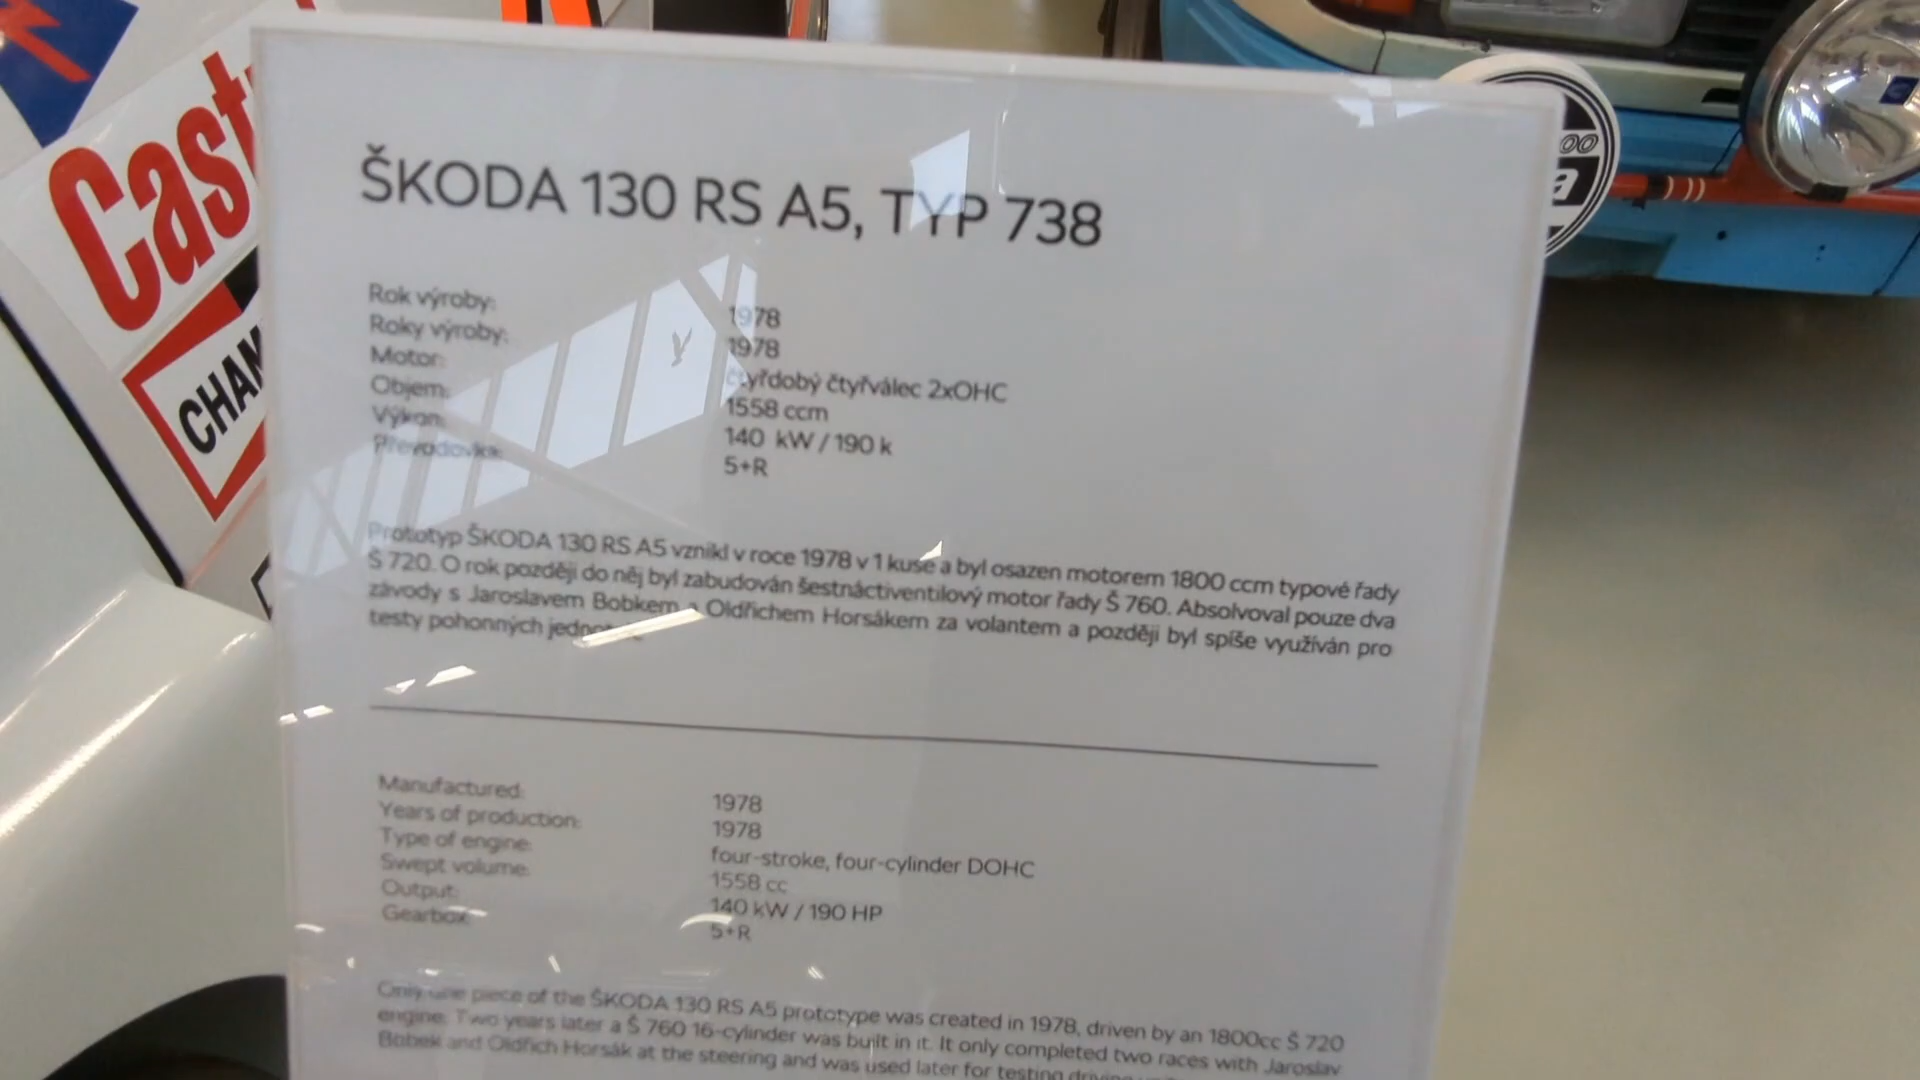 Cast
CHAM
ŠKODA 130 RS A5, TYP 738
Rok výroby: 1978
Roky výroby: 1978
Motor: čtyřdobý čtyřválec 2xOHC
Objem: 1558 ccm
Výkon: 140 kW / 190 k
Převodovka: 5+R
Prototyp ŠKODA 130 RS A5 vznikl v roce 1978 v 1 kuse a byl osazen motorem 1800 ccm typové řady
Š 720. O rok později do něj byl zabudován šestnáctiventilový motor řady Š 760. Absolvoval pouze dva
závody s Jaroslavem Bobkem a Oldřichem Horsákem za volantem a později byl spíše využíván pro
testy pohonných
Manufactured: 1978
Years of production: 1978
Type of engine: four-stroke, four-cylinder DOHC
Swept volume: 1558 cc
Output: 140 kW / 190 HP
Gearbox: 5+R
Only one piece of the ŠKODA 130 RS A5 prototype was created in 1978, driven by an 1800cc Š 720
engine. Two years later a Š 760 16-cylinder was built in it. It only completed two races with Jaroslav
Bobek and Oldřich Horsák at the steering and was used later for testing